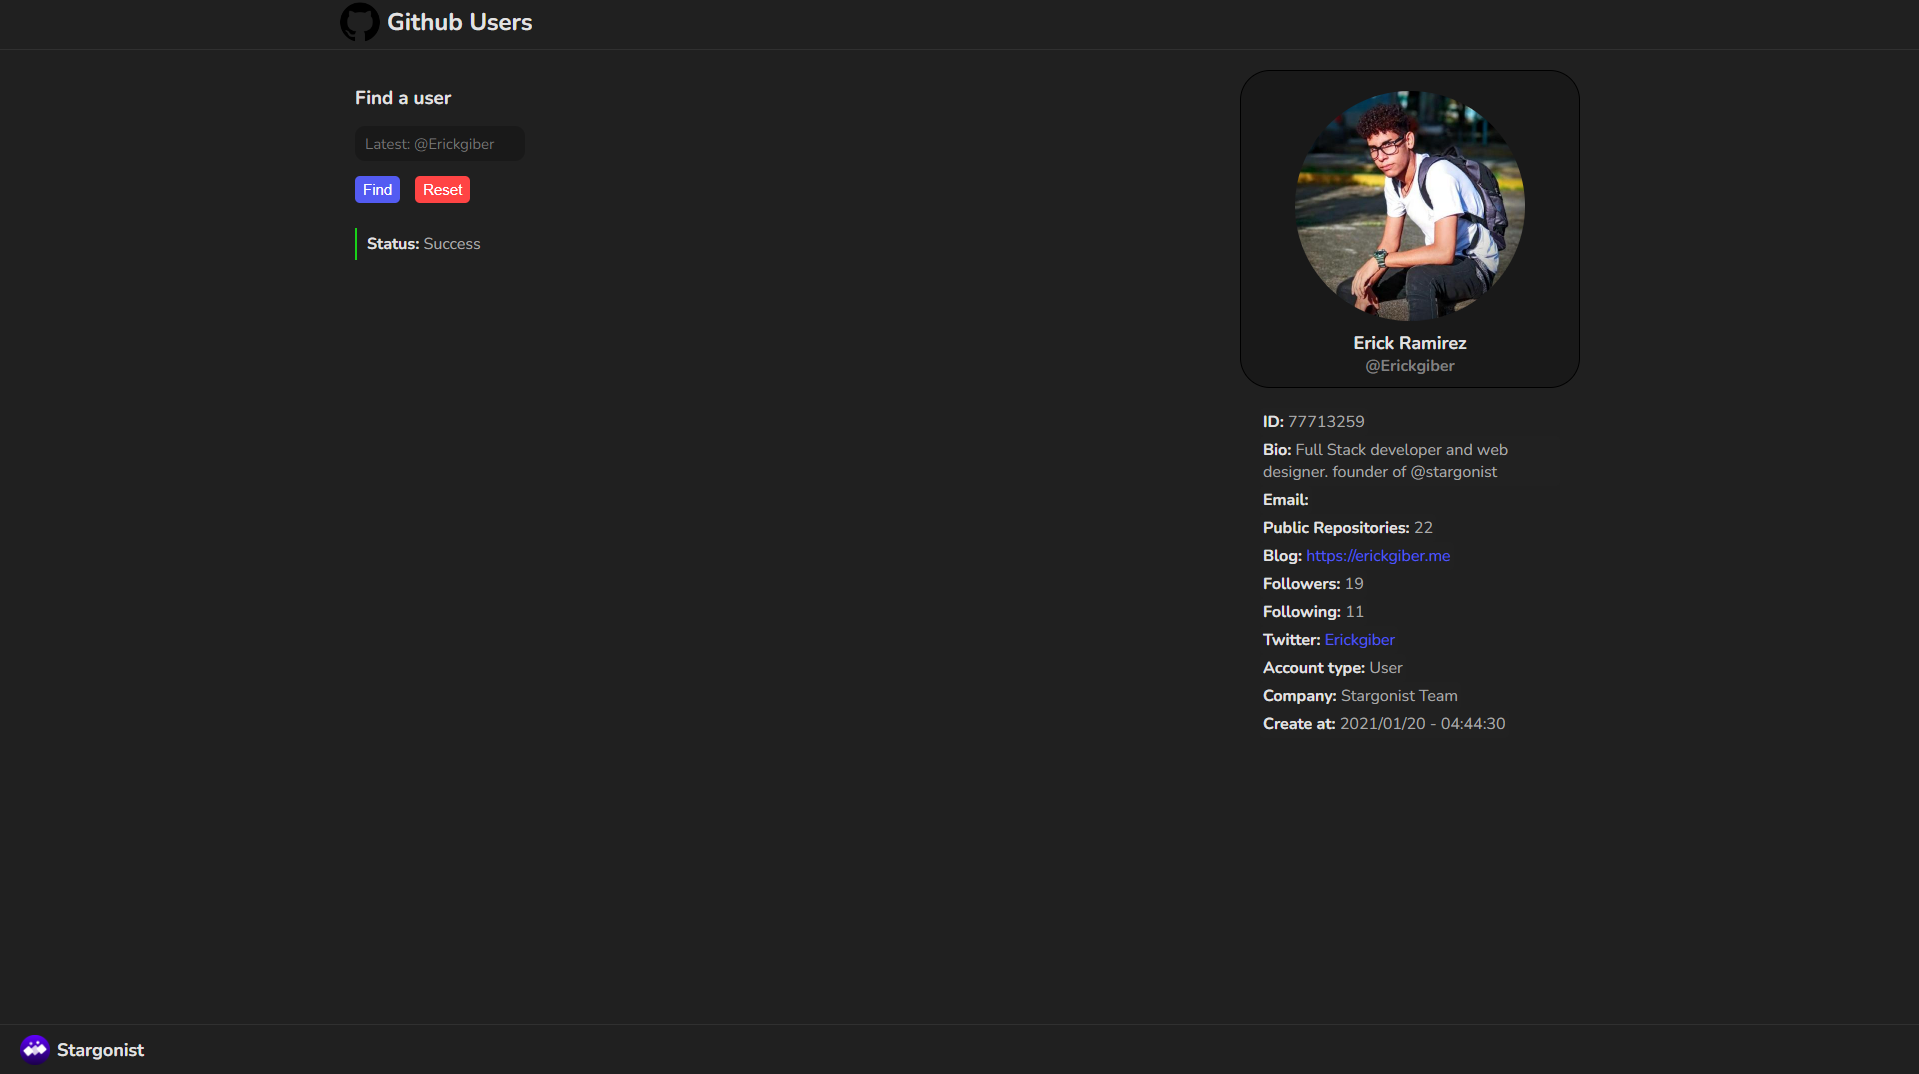 Github Users
Find a user
Latest: @Erickgiber
Find
Reset
Status: Success
Erick Ramirez
@Erickgiber
ID: 77713259
Bio: Full Stack developer and web
designer. founder of @stargonist
Email:
Public Repositories: 22
Blog: https://erickgiber.me
Followers: 19
Following: 11
Twitter: Erickgiber
Account type: User
Company: Stargonist Team
Create at: 2021/01/20 - 04:44:30
Stargonist